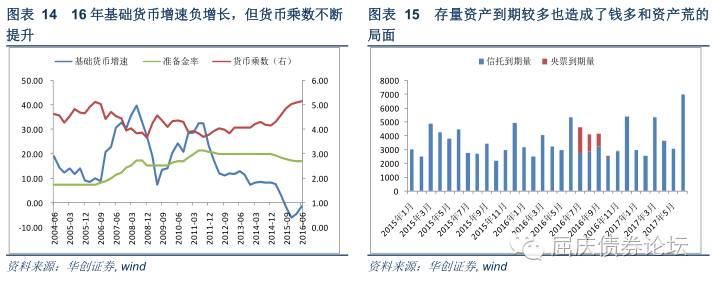 图表 14 16 年基础货币增速负增长，但货币乘数不断
提升
基础货币增速 准备金率 货币乘数（右）
50.00
40.00
30.00
20.00
10.00
0.00
-10.00
6.00
5.00
4.00
3.00
2.00
1.00
0.00
2004-06
2005-03
2005-12
2006-09
2007-06
2008-03
2008-12
2009-09
2010-06
2011-03
2011-12
2012-09
2013-06
2014-03
2014-12
2015-09
2016-06
资料来源：华创证券, wind
图表 15 存量资产到期较多也造成了钱多和资产荒的
局面
信托到期量 央票到期量
8000
7000
6000
5000
4000
3000
2000
1000
0
2015年1月
2015年3月
2015年5月
2015年7月
2015年9月
2015年11月
2016年1月
2016年3月
2016年5月
2016年7月
2016年9月
2016年11月
2017年1月
2017年3月
2017年5月
资料来源：华创证券, wind
屈庆债券论坛